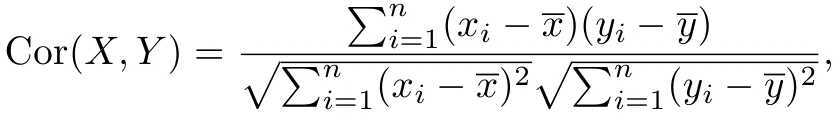 $$\mathrm{Cor}(X, Y) = \frac{\sum_{i=1}^{n}(x_i - \overline{x})(y_i - \overline{y})}{\sqrt{\sum_{i=1}^{n}(x_i - \overline{x})^2}\sqrt{\sum_{i=1}^{n}(y_i - \overline{y})^2}},$$